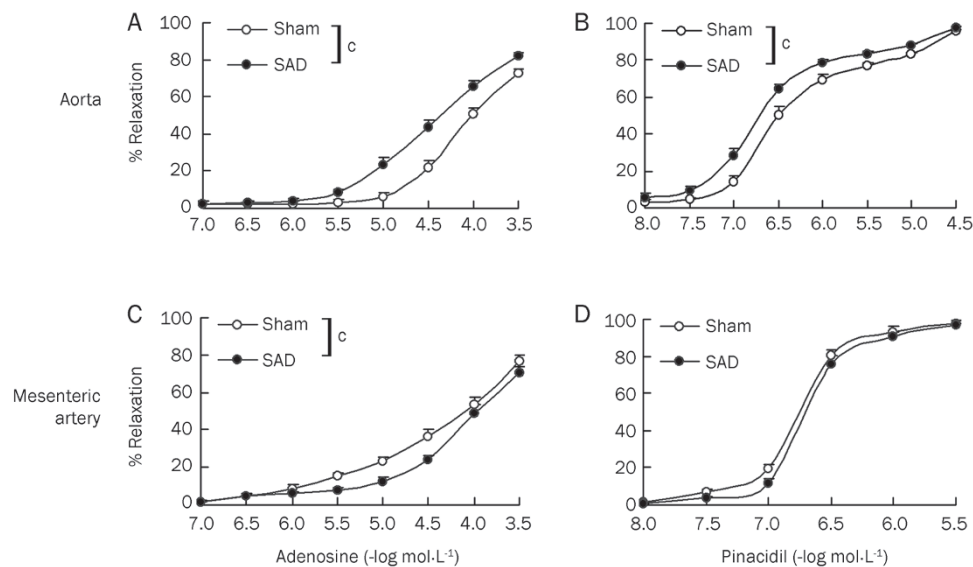 A
Sham
SAD
c
Aorta
% Relaxation
100
80
60
40
20
0
7.0 6.5 6.0 5.5 5.0 4.5 4.0 3.5
B
Sham
SAD
c
100
80
60
40
20
0
8.0 7.5 7.0 6.5 6.0 5.5 5.0 4.5
C
Sham
SAD
c
Mesenteric
artery
% Relaxation
100
80
60
40
20
0
7.0 6.5 6.0 5.5 5.0 4.5 4.0 3.5
Adenosine (-log mol·L⁻¹)
D
Sham
SAD
100
80
60
40
20
0
8.0 7.5 7.0 6.5 6.0 5.5
Pinacidil (-log mol·L⁻¹)